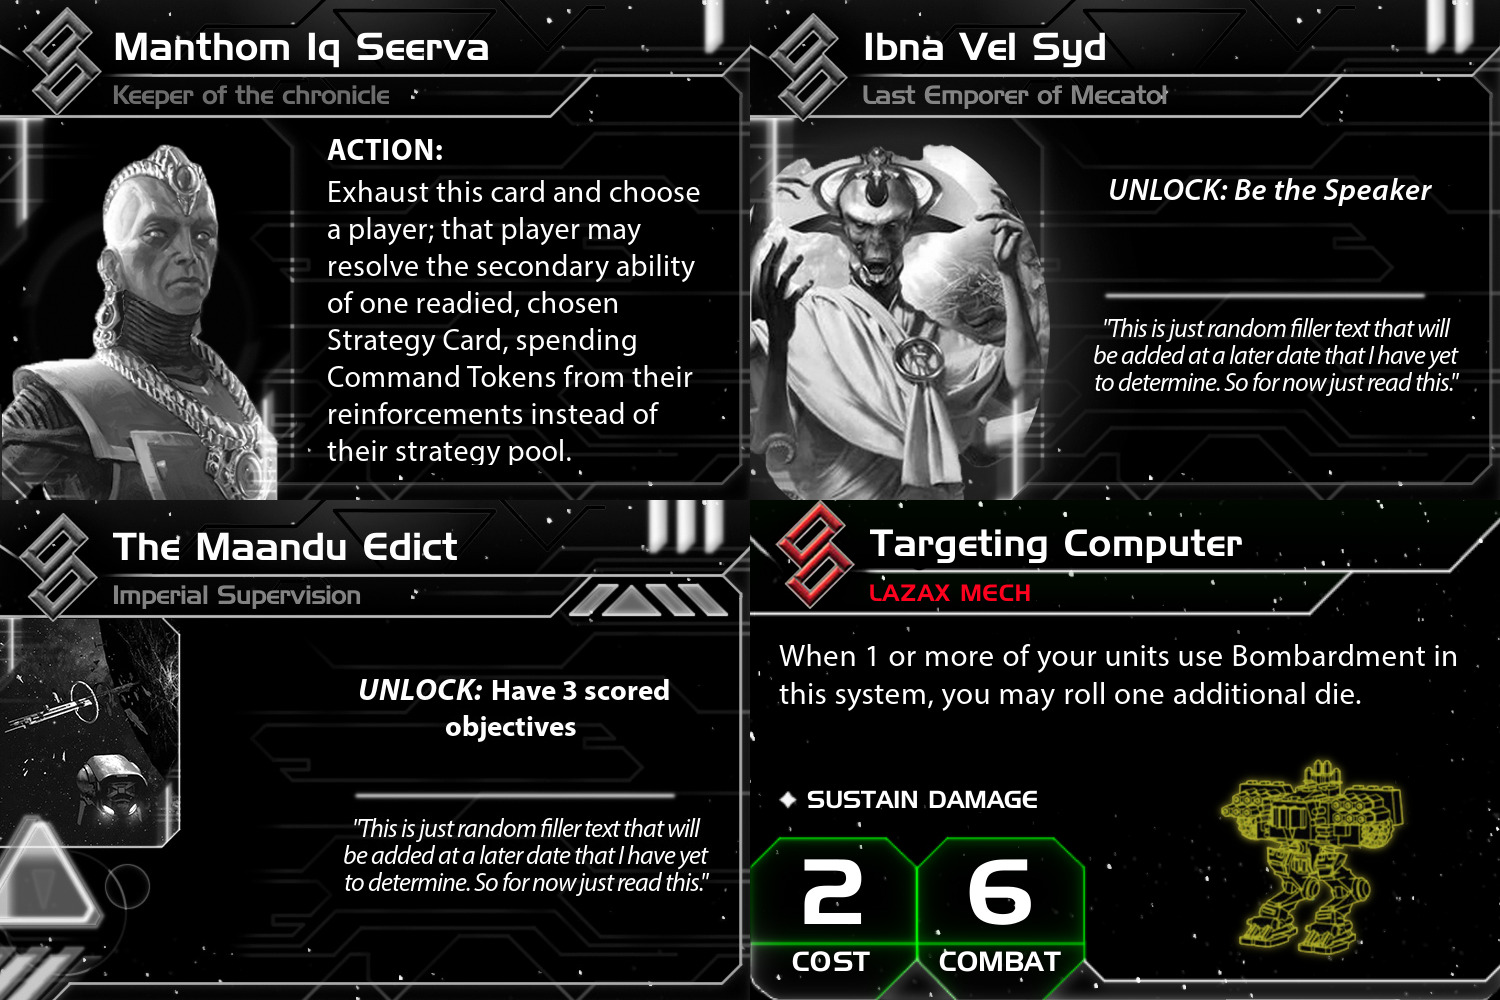 Manthom Iq Seerva
Keeper of the chronicle
ACTION:
Exhaust this card and choose
a player; that player may
resolve the secondary ability
of one readied, chosen
Strategy Card, spending
Command Tokens from their
reinforcements instead of
their strategy pool.
Ibna Vel Syd
Last Emporer of Mecatol
UNLOCK: Be the Speaker
"This is just random filler text that will
be added at a later date that I have yet
to determine. So for now just read this."
The Maandu Edict
Imperial Supervision
UNLOCK: Have 3 scored
objectives
"This is just random filler text that will
be added at a later date that I have yet
to determine. So for now just read this."
Targeting Computer
LAZAX MECH
When 1 or more of your units use Bombardment in
this system, you may roll one additional die.
SUSTAIN DAMAGE
2 6
COST COMBAT